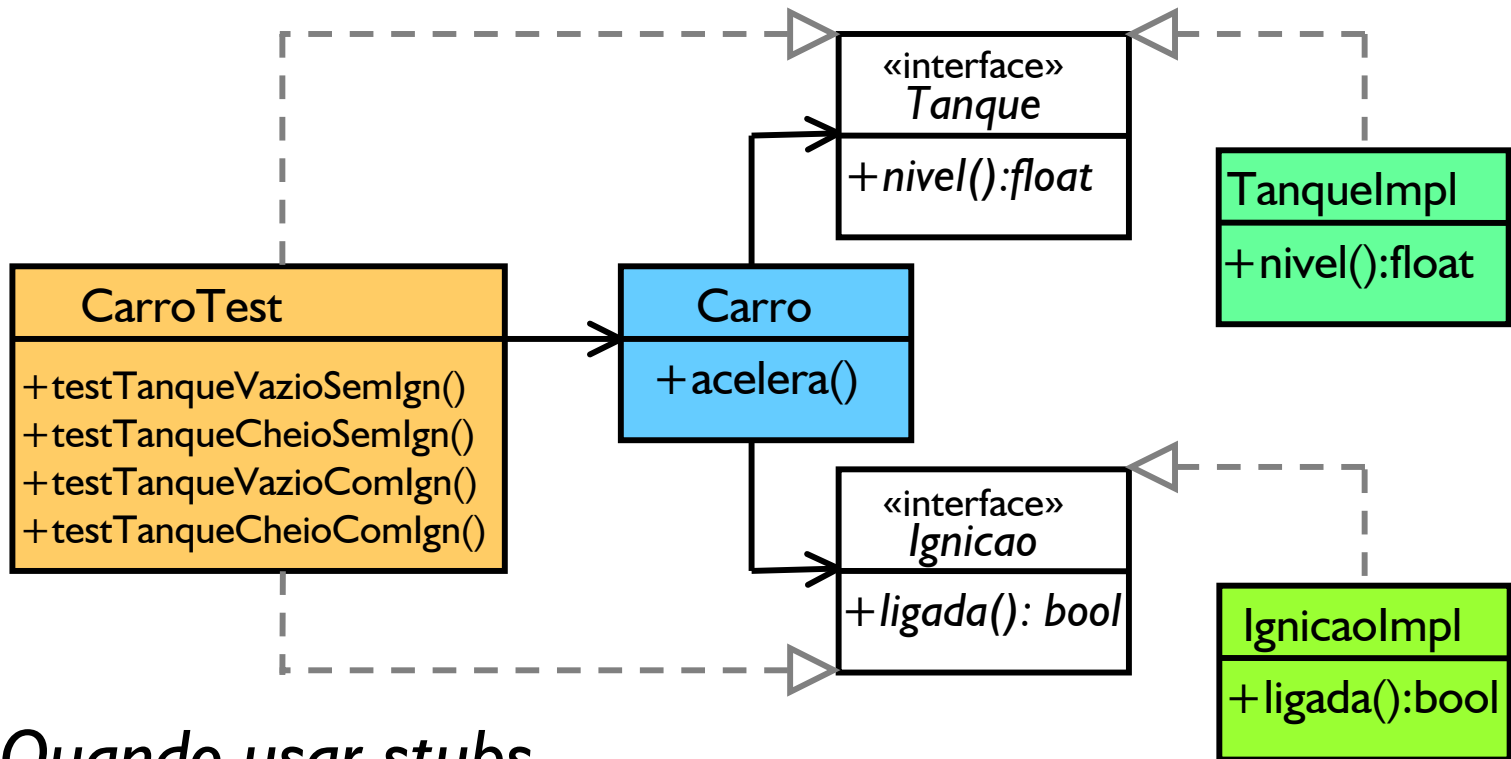 «interface»
Tanque
+nivel():float
TanqueImpl
+nivel():float
CarroTest
+testTanqueVazioSemIgn()
+testTanqueCheioSemIgn()
+testTanqueVazioComIgn()
+testTanqueCheioComIgn()
Carro
+acelera()
«interface»
Ignicao
+ligada(): bool
IgnicaoImpl
+ligada():bool
Quando usar stubs